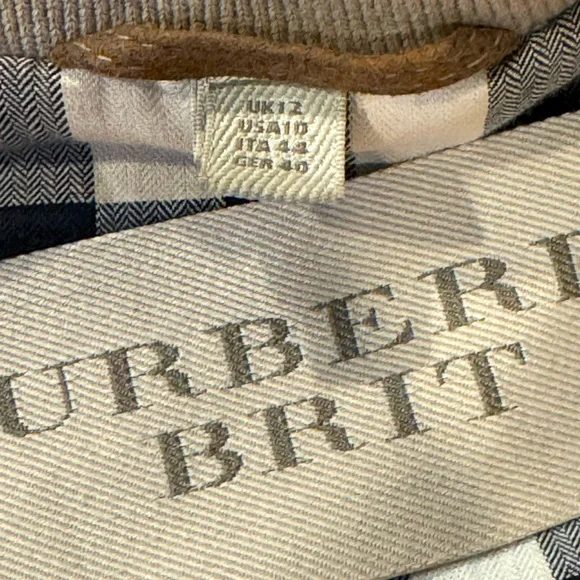 UK12
USA10
ITA 44
GER 40
URBERR
BRIT